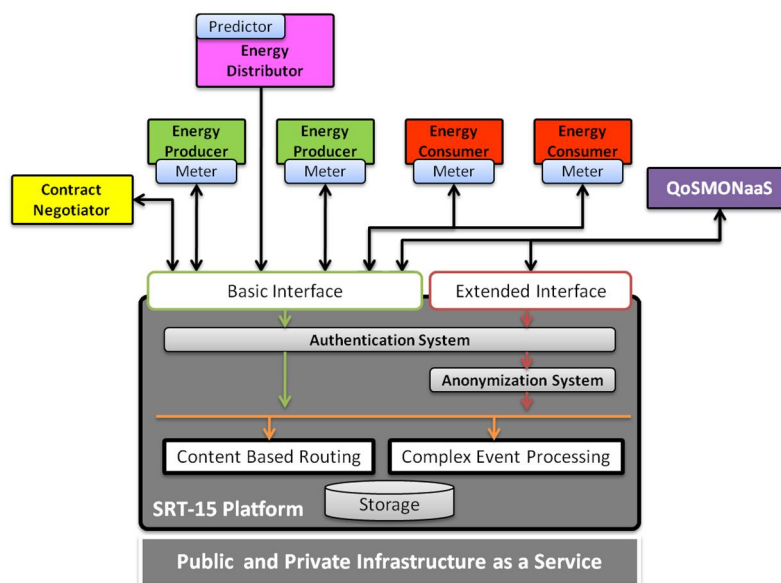 Predictor
Energy
Distributor
Energy
Producer
Meter
Energy
Producer
Meter
Energy
Consumer
Meter
Energy
Consumer
Meter
Contract
Negotiator
QoSMONaaS
Basic Interface
Extended Interface
Authentication System
Anonymization System
Content Based Routing
Complex Event Processing
SRT-15 Platform
Storage
Public and Private Infrastructure as a Service